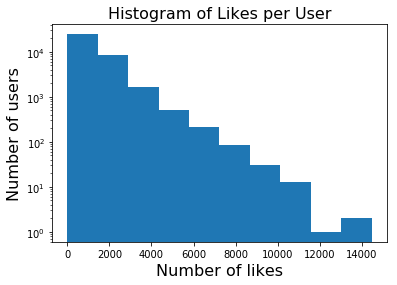 Histogram of Likes per User
Number of users
10⁴
10³
10²
10¹
10⁰
0 2000 4000 6000 8000 10000 12000 14000
Number of likes